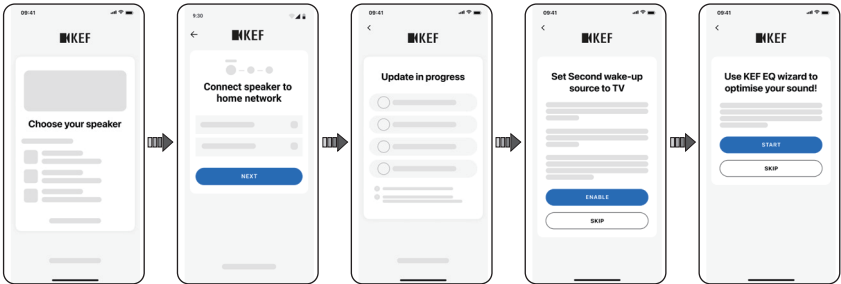 09:41
KEF
Choose your speaker
9:30
KEF
Connect speaker to
home network
NEXT
09:41
KEF
Update in progress
09:41
KEF
Set Second wake-up
source to TV
ENABLE
SKIP
09:41
KEF
Use KEF EQ wizard to
optimise your sound!
START
SKIP